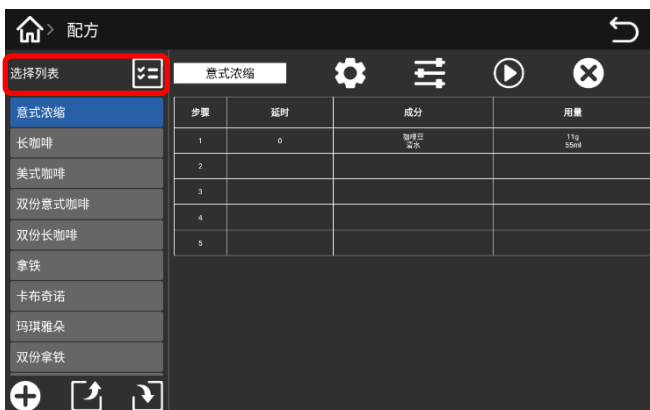 配方
选择列表
意式浓缩
意式浓缩
长咖啡
美式咖啡
双份意式咖啡
双份长咖啡
拿铁
卡布奇诺
玛琪雅朵
双份拿铁
步骤 延时 成分 用量
1 0 咖啡豆 11g
温水 55ml
2
3
4
5